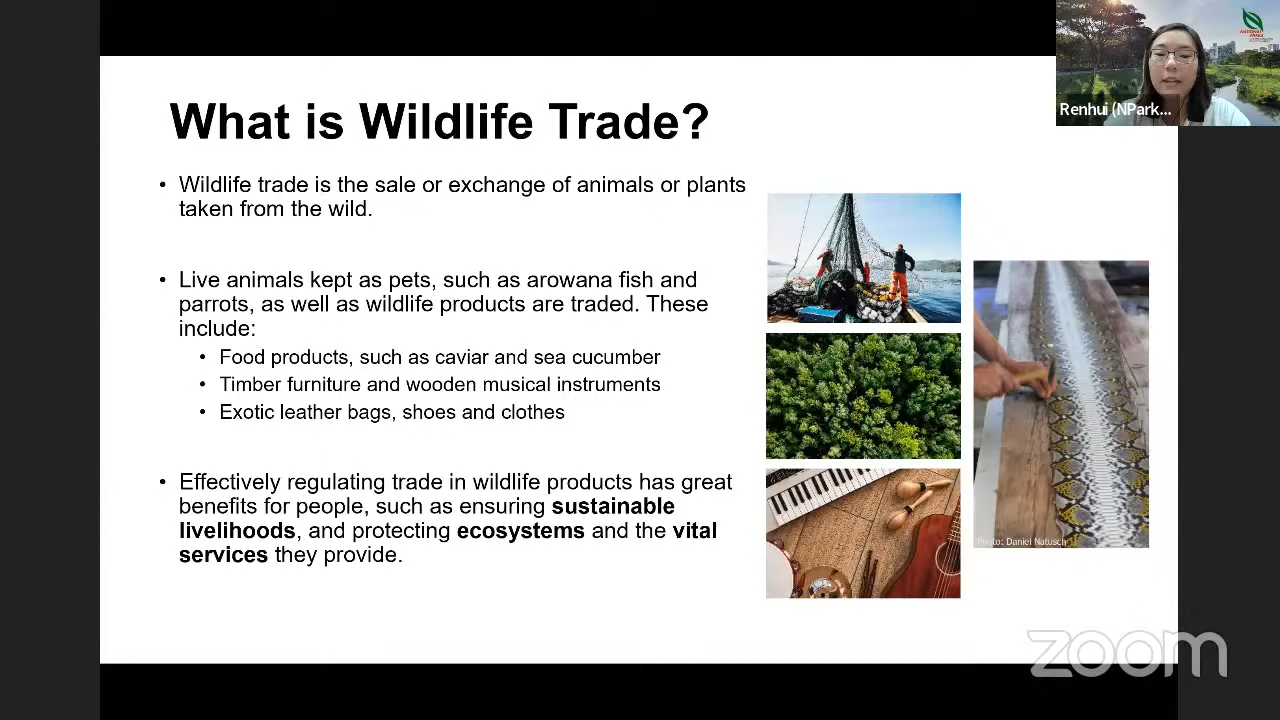 What is Wildlife Trade?
• Wildlife trade is the sale or exchange of animals or plants
taken from the wild.
• Live animals kept as pets, such as arowana fish and
parrots, as well as wildlife products are traded. These
include:
• Food products, such as caviar and sea cucumber
• Timber furniture and wooden musical instruments
• Exotic leather bags, shoes and clothes
• Effectively regulating trade in wildlife products has great
benefits for people, such as ensuring sustainable
livelihoods, and protecting ecosystems and the vital
services they provide.
Photo: Daniel Natusch
Renhui (NPark...
zoom